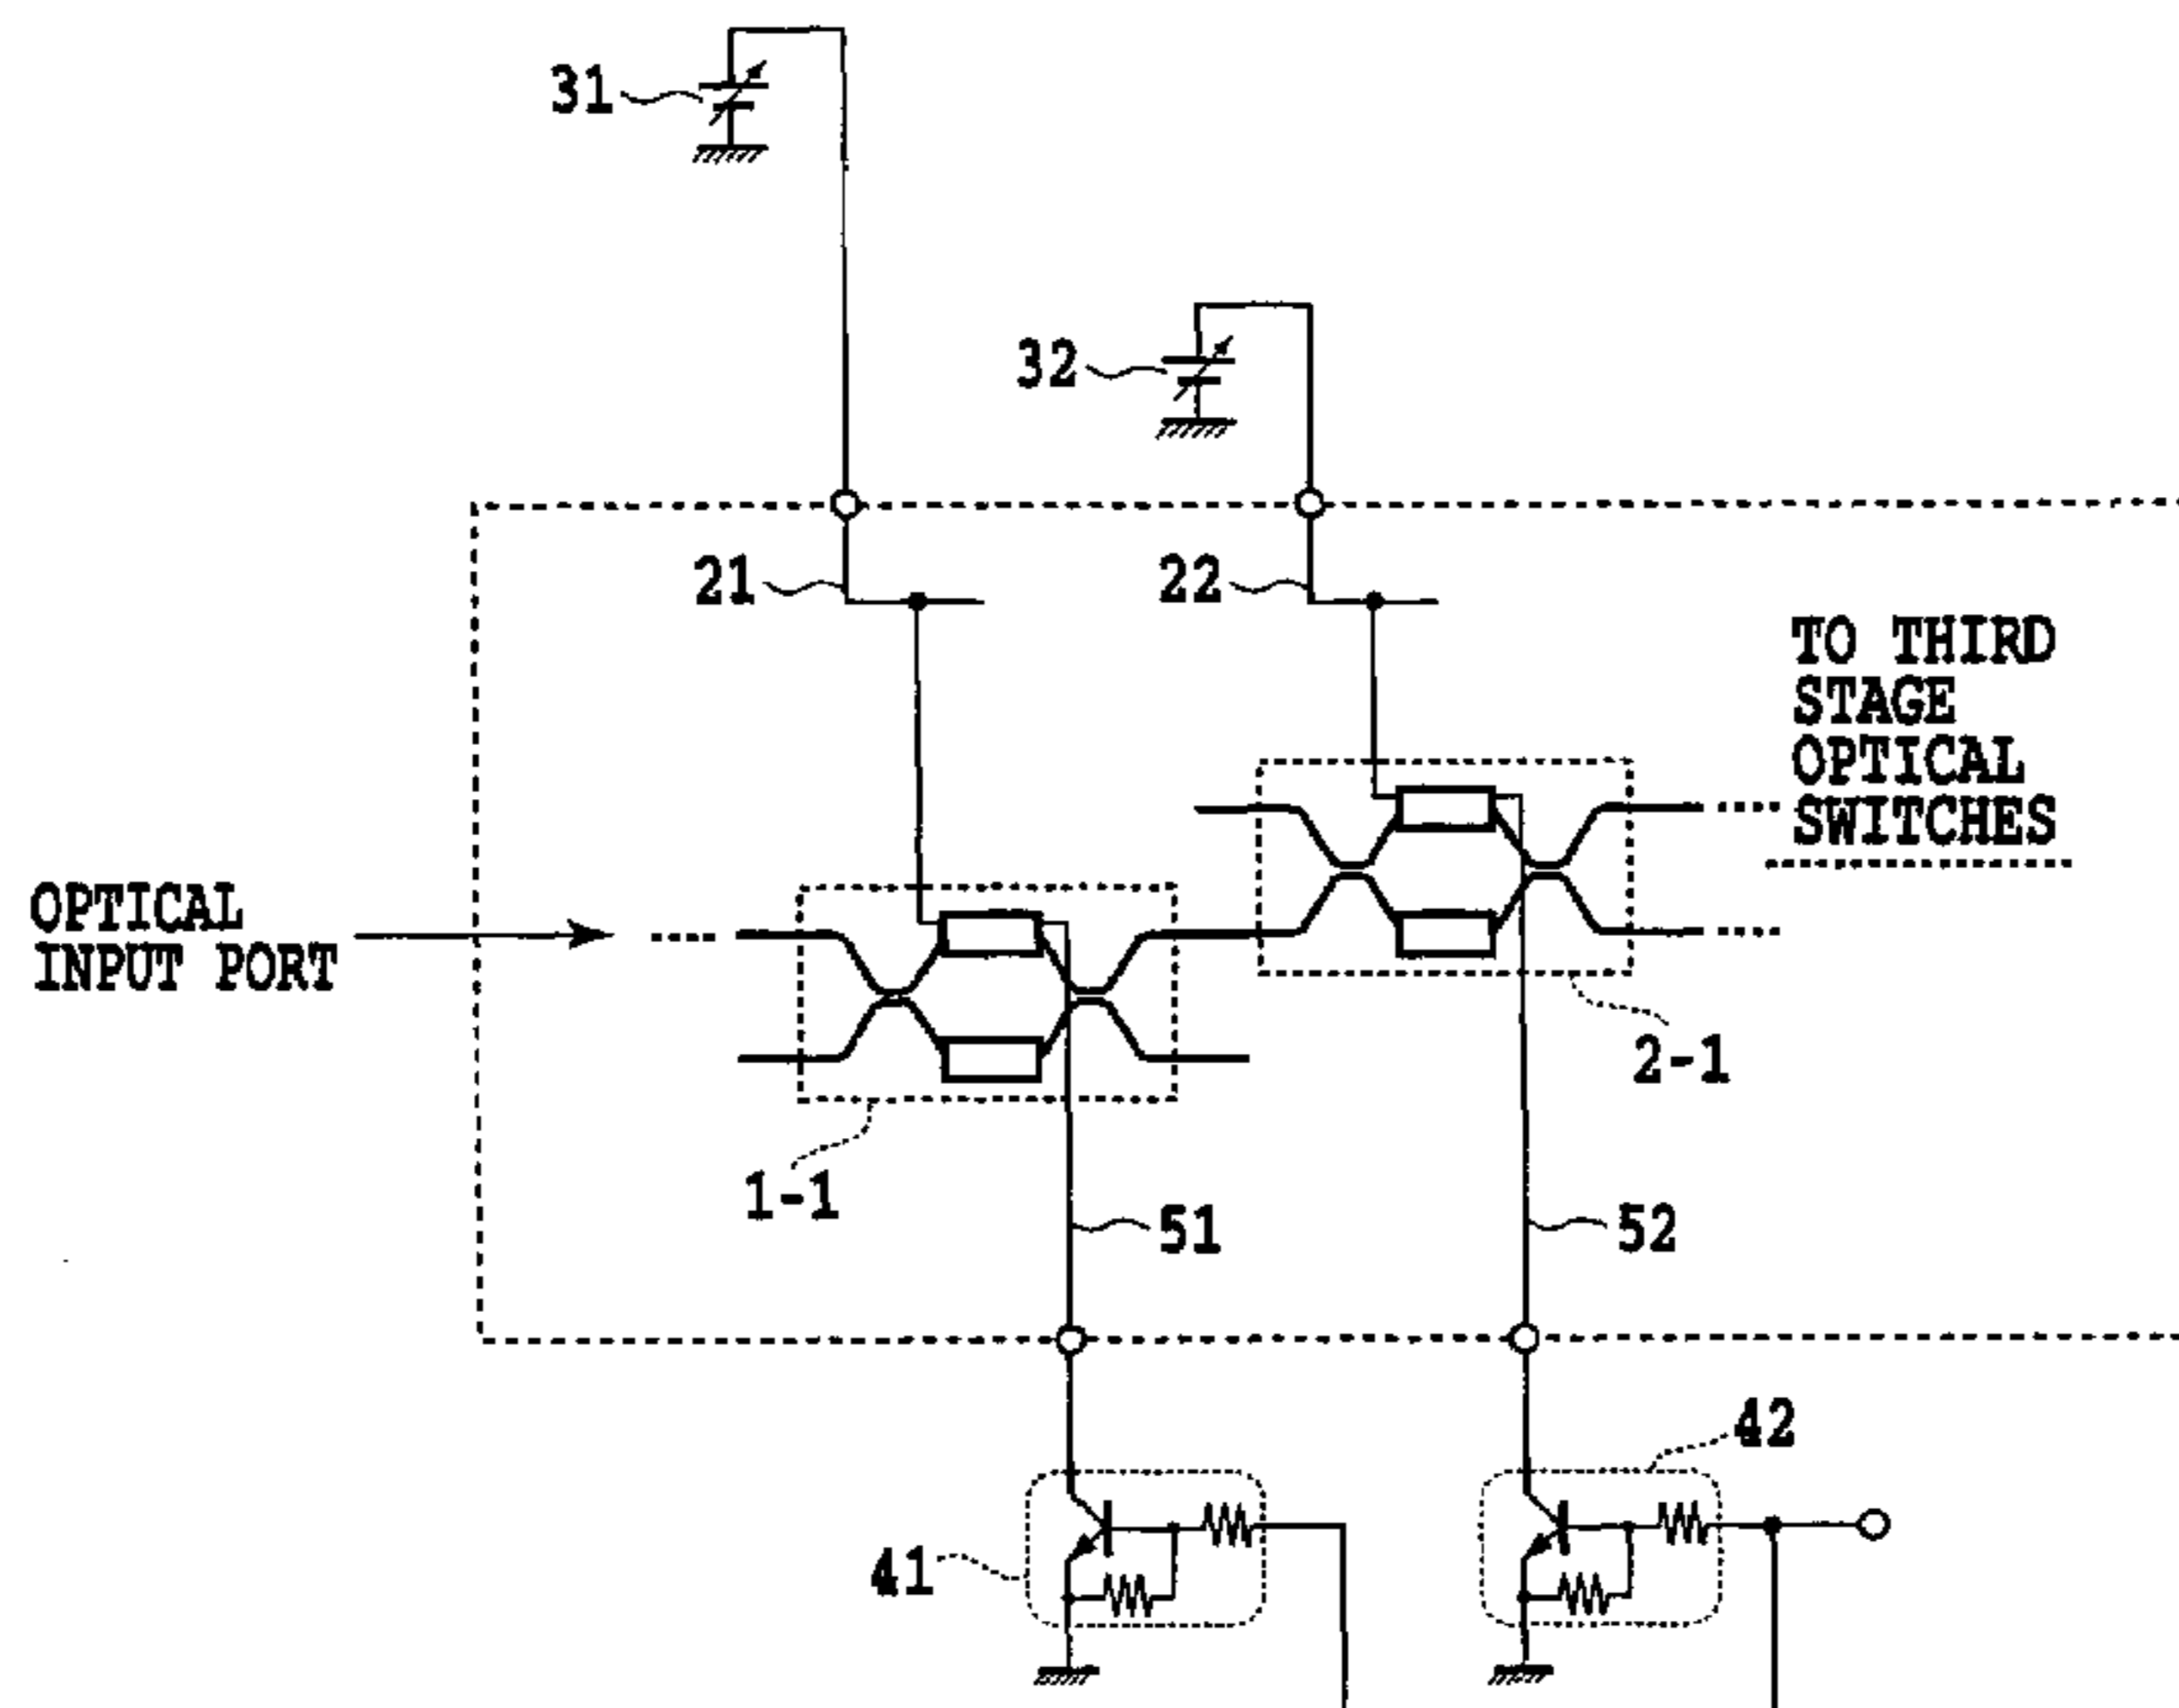 31
32
21
22
TO THIRD
STAGE
OPTICAL
SWITCHES
OPTICAL
INPUT PORT
2-1
1-1
51
52
42
41